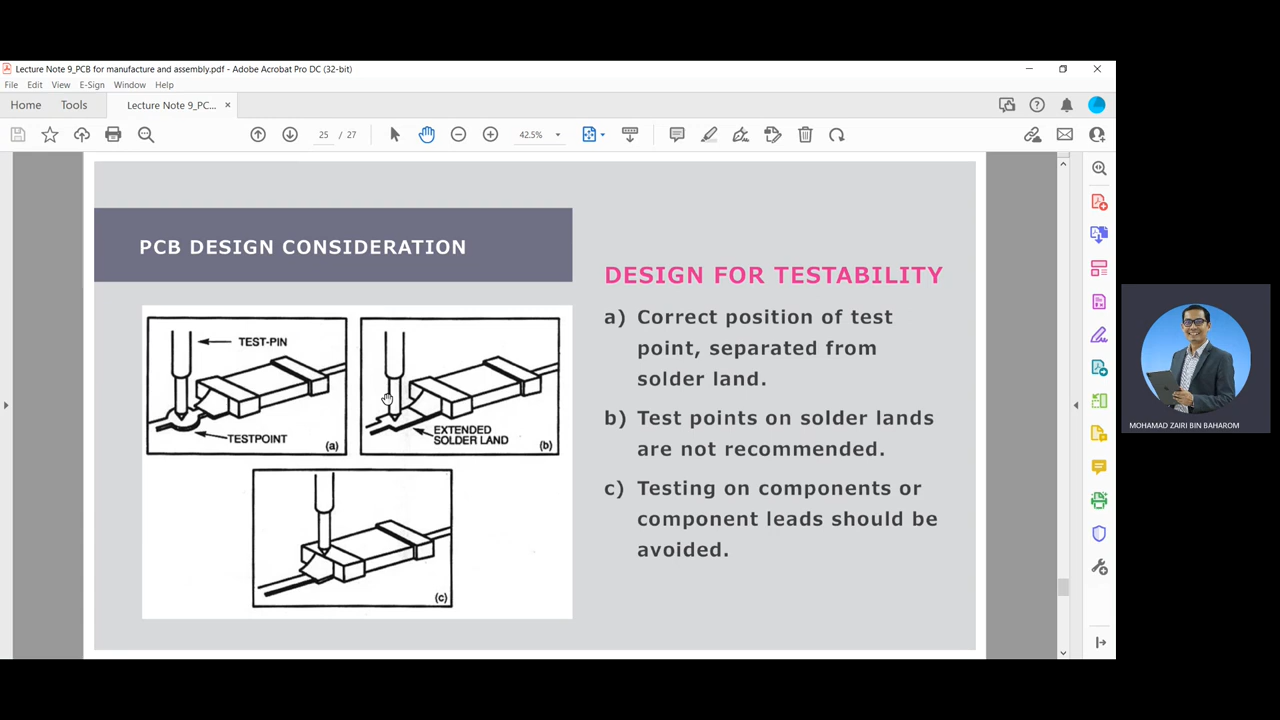 Lecture Note 9_PCB for manufacture and assembly.pdf - Adobe Acrobat Pro DC (32-bit)
File Edit View E-Sign Window Help
Home Tools Lecture Note 9_PC... ×
25 / 27 42.5%
PCB DESIGN CONSIDERATION
TEST-PIN
TESTPOINT
(a)
EXTENDED
SOLDER LAND
(b)
(c)
DESIGN FOR TESTABILITY
a) Correct position of test
point, separated from
solder land.
b) Test points on solder lands
are not recommended.
c) Testing on components or
component leads should be
avoided.
MOHAMAD ZAIRI BIN BAHAROM